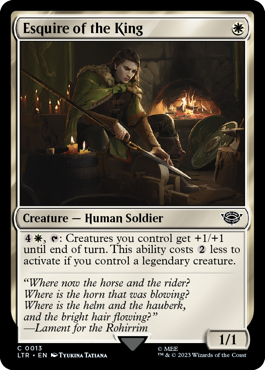 Esquire of the King
Creature — Human Soldier
4, : Creatures you control get +1/+1
until end of turn. This ability costs 2 less to
activate if you control a legendary creature.
“Where now the horse and the rider?
Where is the horn that was blowing?
Where is the helm and the hauberk,
and the bright hair flowing?”
—Lament for the Rohirrim
1/1
C 0013
LTR • EN TYUKINA TATIANA
© MEE
™ & © 2023 Wizards of the Coast